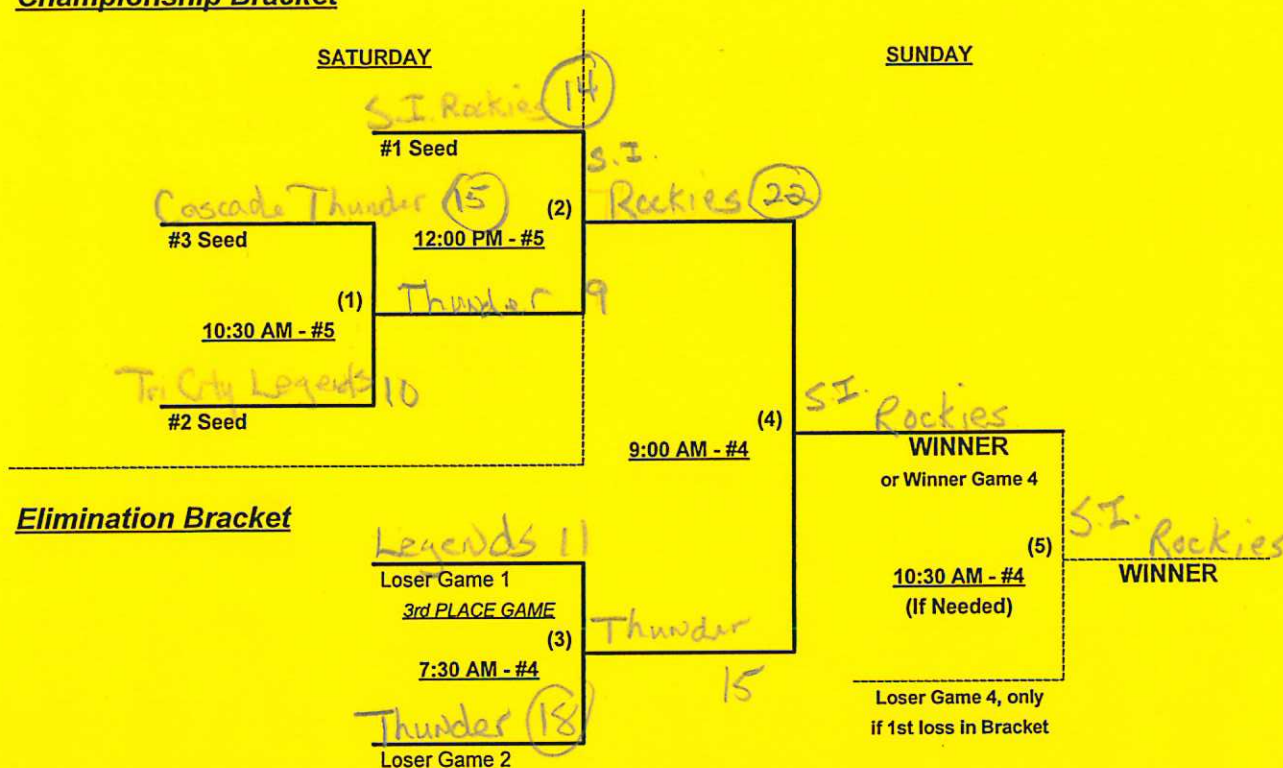 Championship Bracket
SATURDAY
SUNDAY
S.I. Rockies 14
#1 Seed
S.I.
Cascade Thunder 15
(2)
Rockies 22
#3 Seed
12:00 PM - #5
(1)
Thunder 9
10:30 AM - #5
Tri City Legends 10
#2 Seed
(4)
S.I. Rockies
9:00 AM - #4
WINNER
or Winner Game 4
Elimination Bracket
Legends 11
Loser Game 1
(5)
S.I. Rockies
3rd PLACE GAME
10:30 AM - #4
WINNER
(If Needed)
(3)
Thunder
7:30 AM - #4
15
Thunder 18
Loser Game 2
Loser Game 4, only
if 1st loss in Bracket